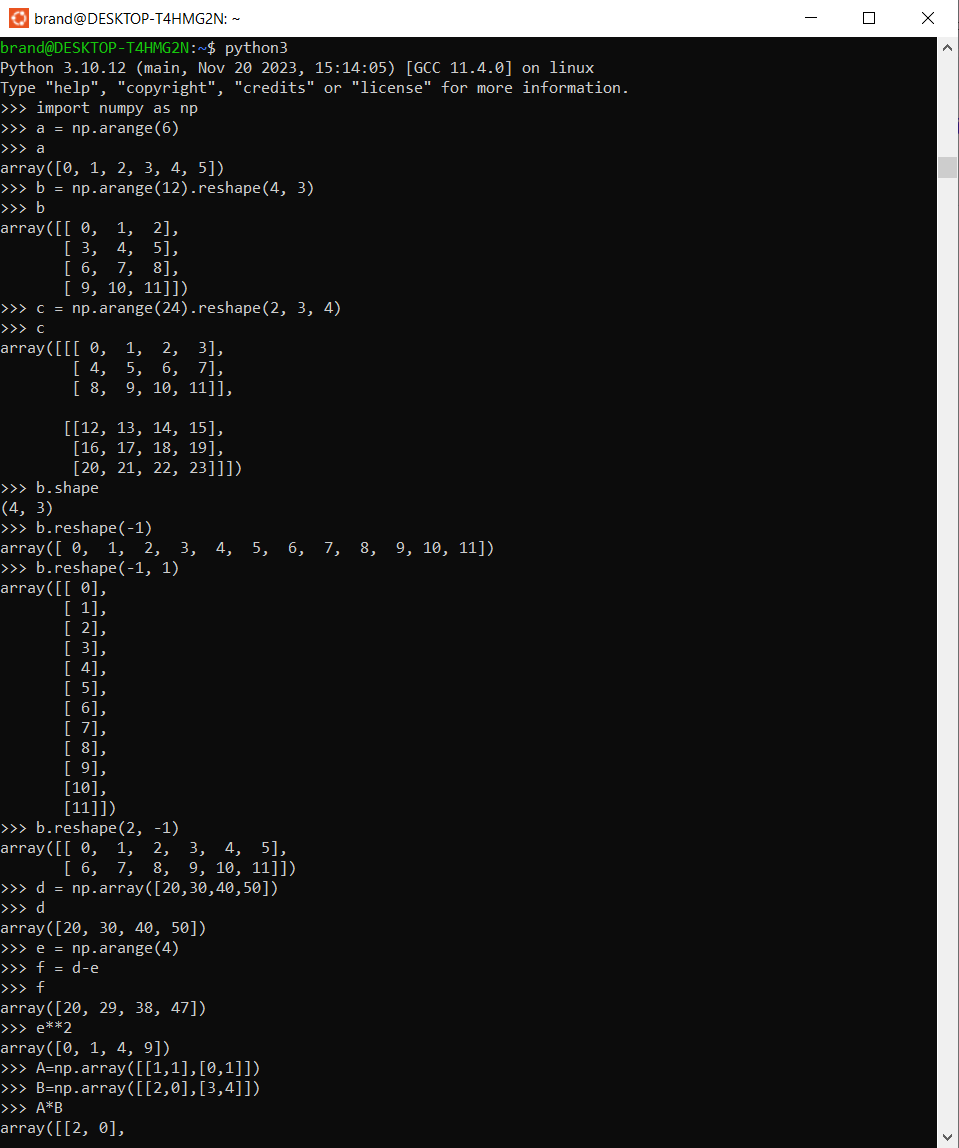 brand@DESKTOP-T4HMG2N: ~
brand@DESKTOP-T4HMG2N:~$ python3
Python 3.10.12 (main, Nov 20 2023, 15:14:05) [GCC 11.4.0] on linux
Type "help", "copyright", "credits" or "license" for more information.
>>> import numpy as np
>>> a = np.arange(6)
>>> a
array([0, 1, 2, 3, 4, 5])
>>> b = np.arange(12).reshape(4, 3)
>>> b
array([[ 0,  1,  2],
       [ 3,  4,  5],
       [ 6,  7,  8],
       [ 9, 10, 11]])
>>> c = np.arange(24).reshape(2, 3, 4)
>>> c
array([[[ 0,  1,  2,  3],
        [ 4,  5,  6,  7],
        [ 8,  9, 10, 11]],

       [[12, 13, 14, 15],
        [16, 17, 18, 19],
        [20, 21, 22, 23]]])
>>> b.shape
(4, 3)
>>> b.reshape(-1)
array([ 0,  1,  2,  3,  4,  5,  6,  7,  8,  9, 10, 11])
>>> b.reshape(-1, 1)
array([[ 0],
       [ 1],
       [ 2],
       [ 3],
       [ 4],
       [ 5],
       [ 6],
       [ 7],
       [ 8],
       [ 9],
       [10],
       [11]])
>>> b.reshape(2, -1)
array([[ 0,  1,  2,  3,  4,  5],
       [ 6,  7,  8,  9, 10, 11]])
>>> d = np.array([20,30,40,50])
>>> d
array([20, 30, 40, 50])
>>> e = np.arange(4)
>>> f = d-e
>>> f
array([20, 29, 38, 47])
>>> e**2
array([0, 1, 4, 9])
>>> A=np.array([[1,1],[0,1]])
>>> B=np.array([[2,0],[3,4]])
>>> A*B
array([[2, 0],